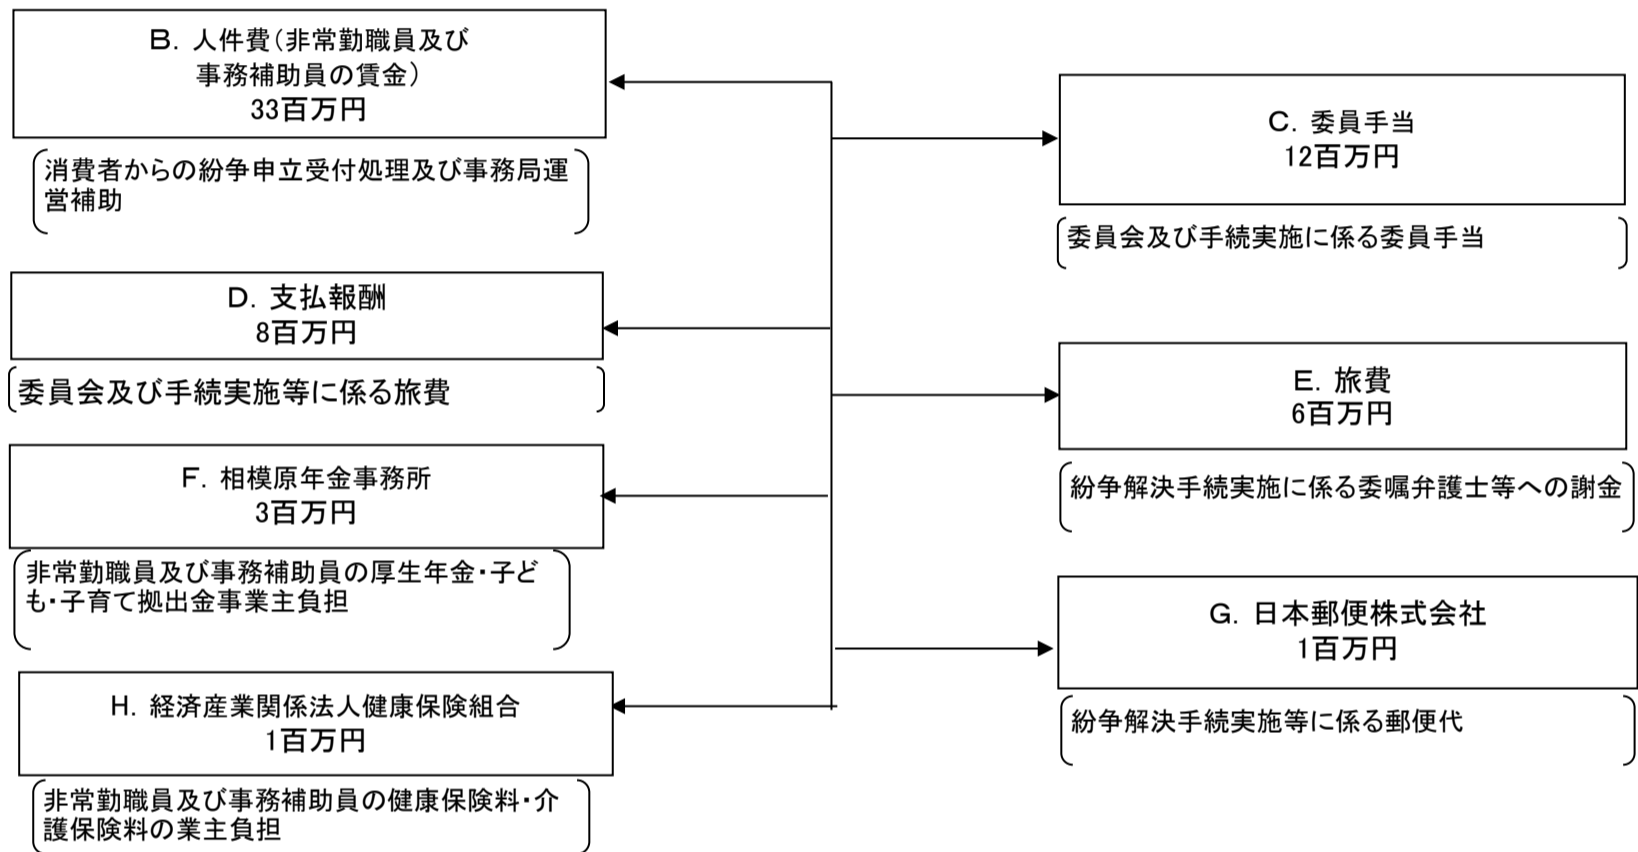 B. 人件費(非常勤職員及び
事務補助員の賃金)
33百万円
消費者からの紛争申立受付処理及び事務局運
営補助
C. 委員手当
12百万円
委員会及び手続実施に係る委員手当
D. 支払報酬
8百万円
委員会及び手続実施等に係る旅費
E. 旅費
6百万円
紛争解決手続実施に係る委嘱弁護士等への謝金
F. 相模原年金事務所
3百万円
非常勤職員及び事務補助員の厚生年金・子ど
も・子育て拠出金事業主負担
G. 日本郵便株式会社
1百万円
紛争解決手続実施等に係る郵便代
H. 経済産業関係法人健康保険組合
1百万円
非常勤職員及び事務補助員の健康保険料・介
護保険料の業主負担